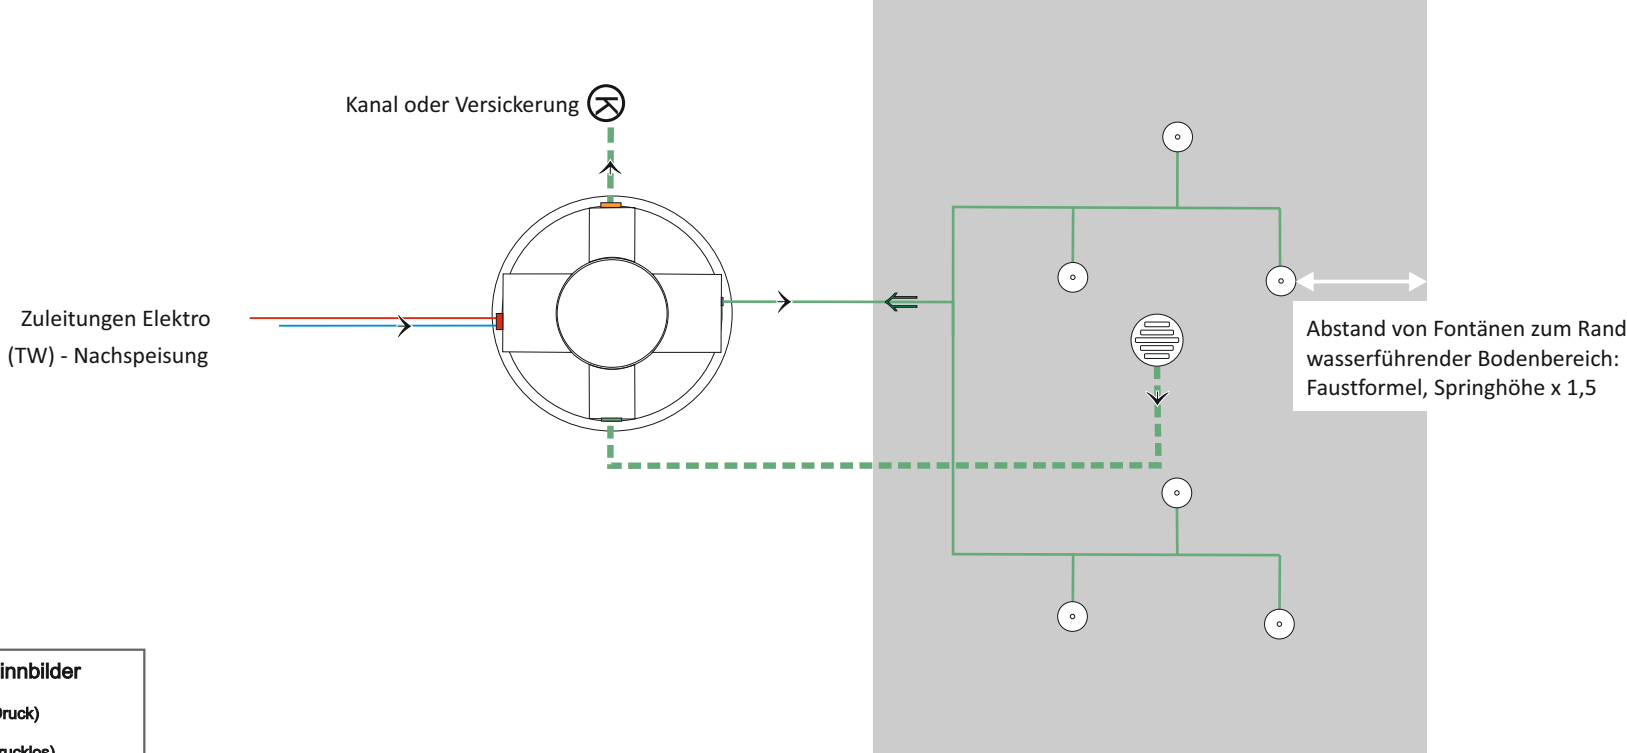 Kanal oder Versickerung K
Zuleitungen Elektro
(TW) - Nachspeisung
Abstand von Fontänen zum Rand
wasserführender Bodenbereich:
Faustformel, Springhöhe x 1,5
innbilder
ruck)
rucklos)